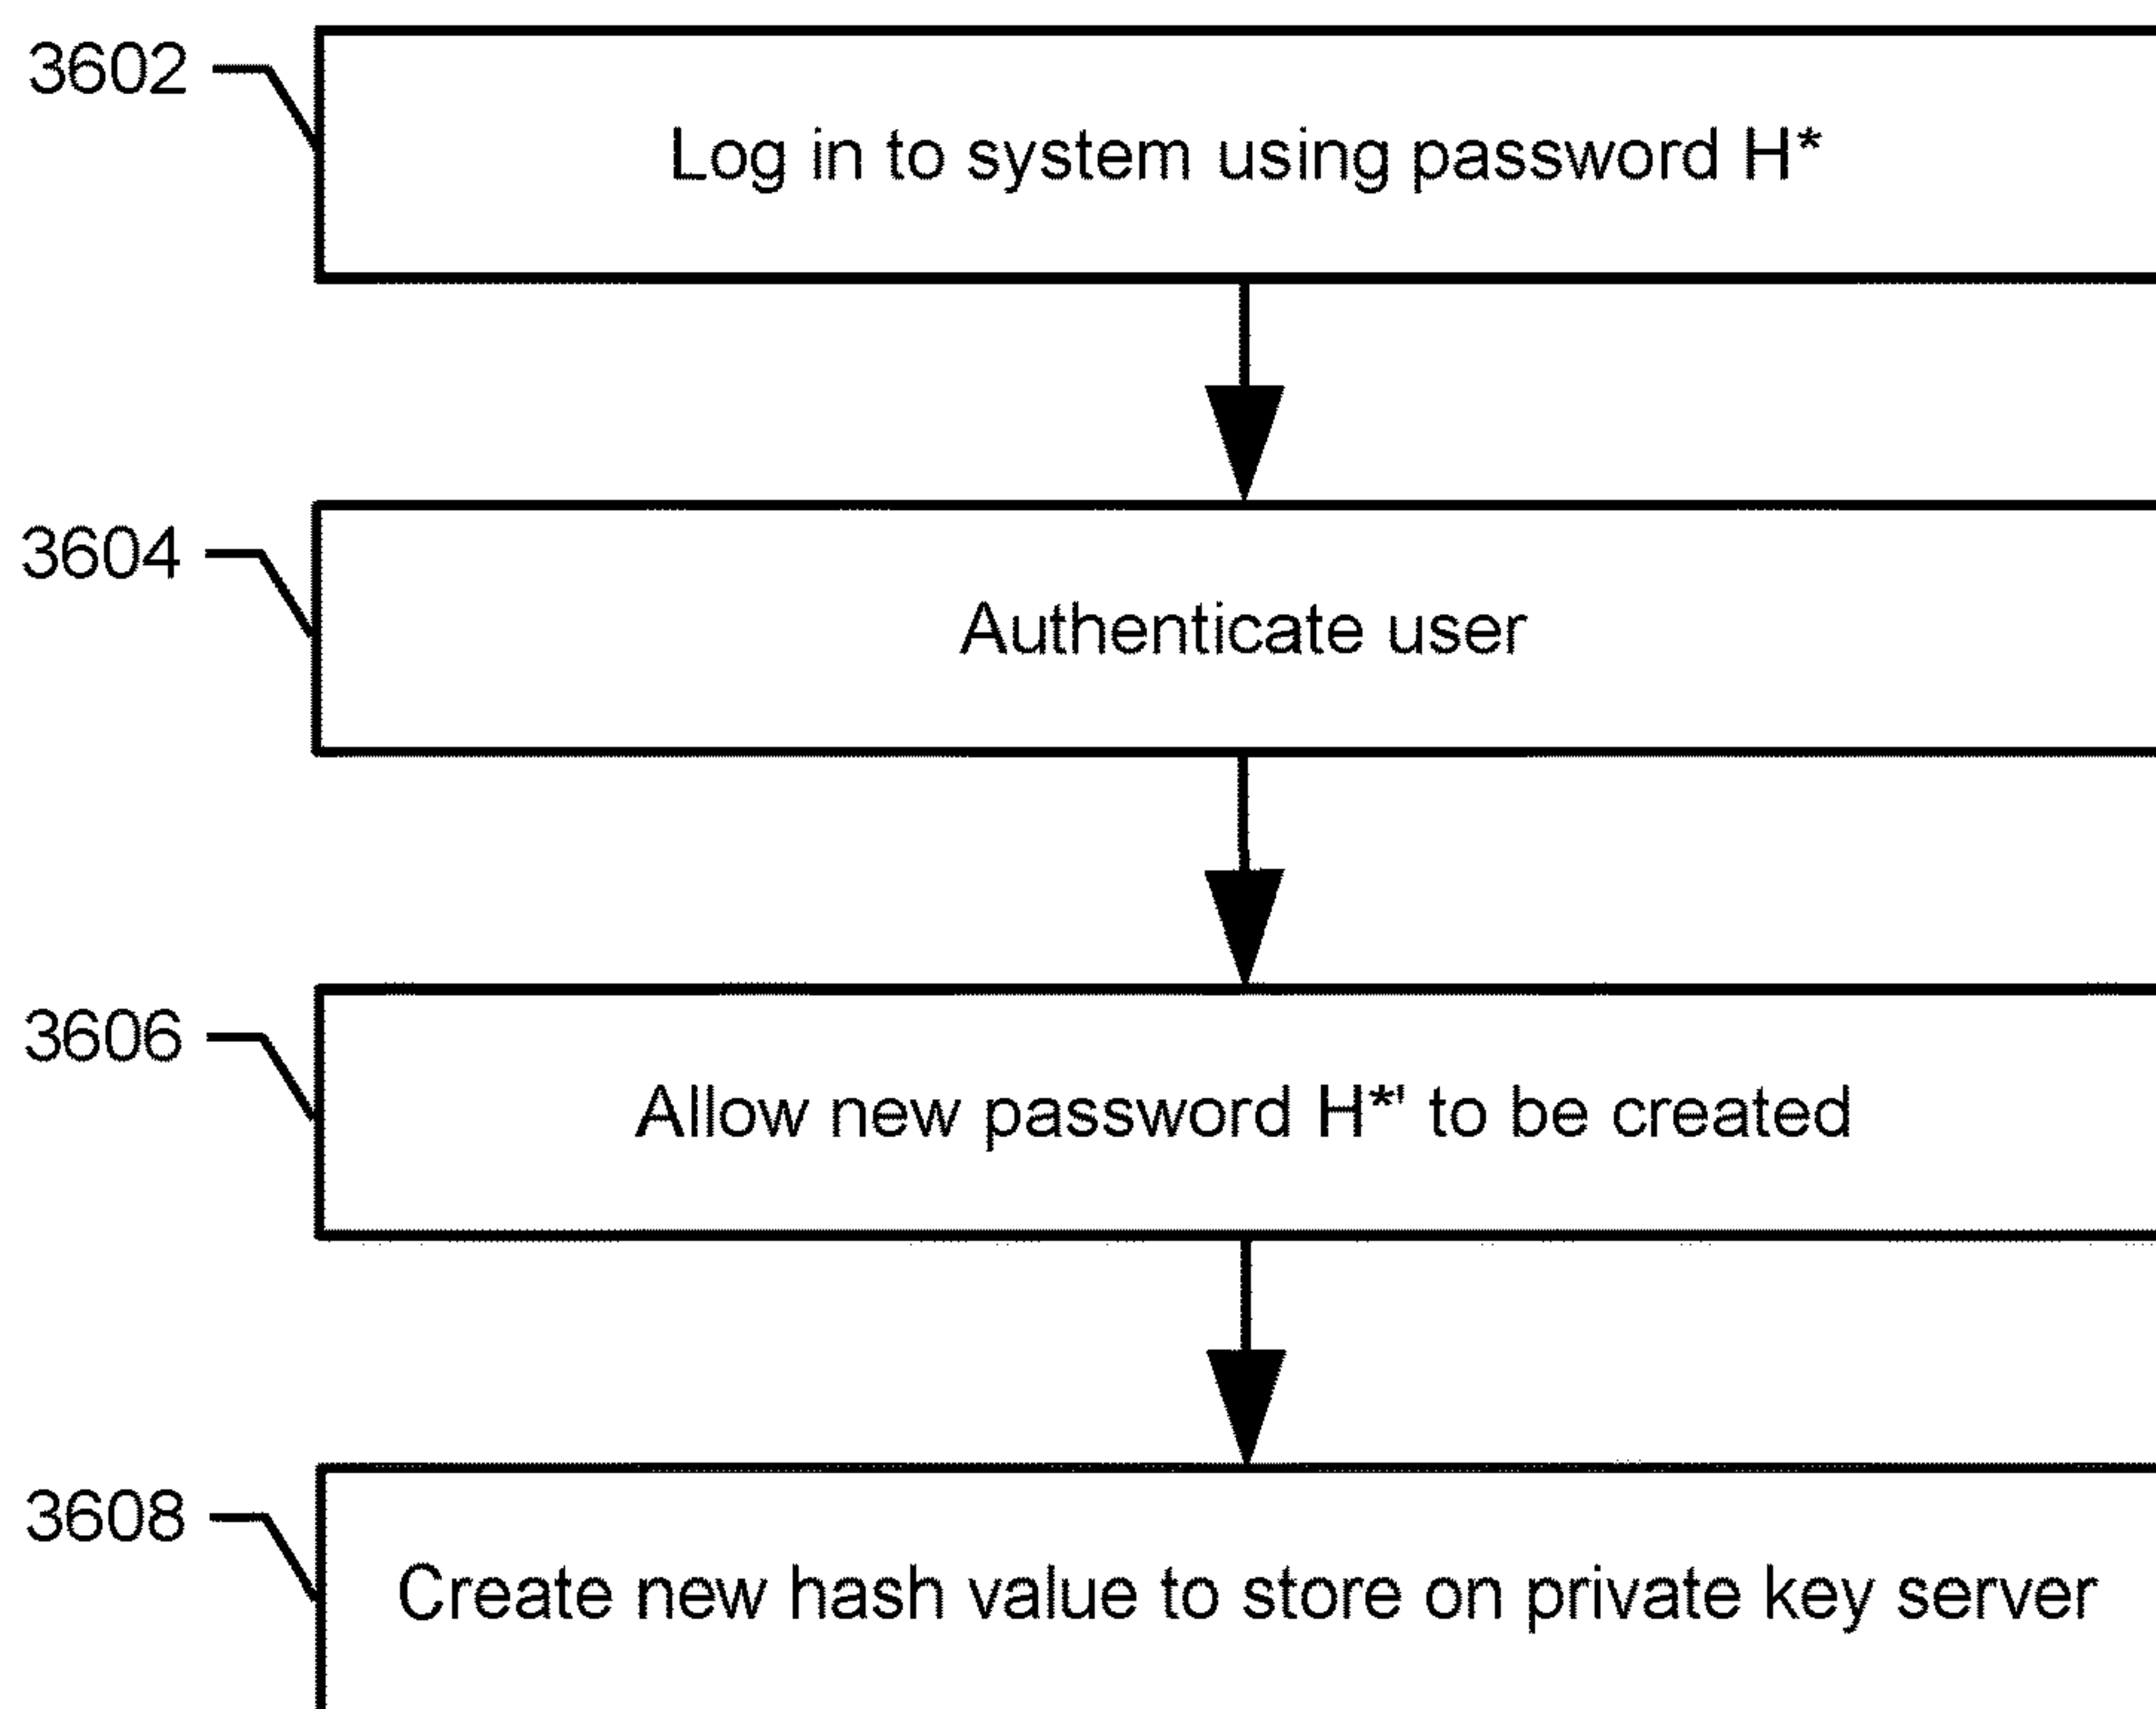 3602
Log in to system using password H*
3604
Authenticate user
3606
Allow new password H*' to be created
3608
Create new hash value to store on private key server